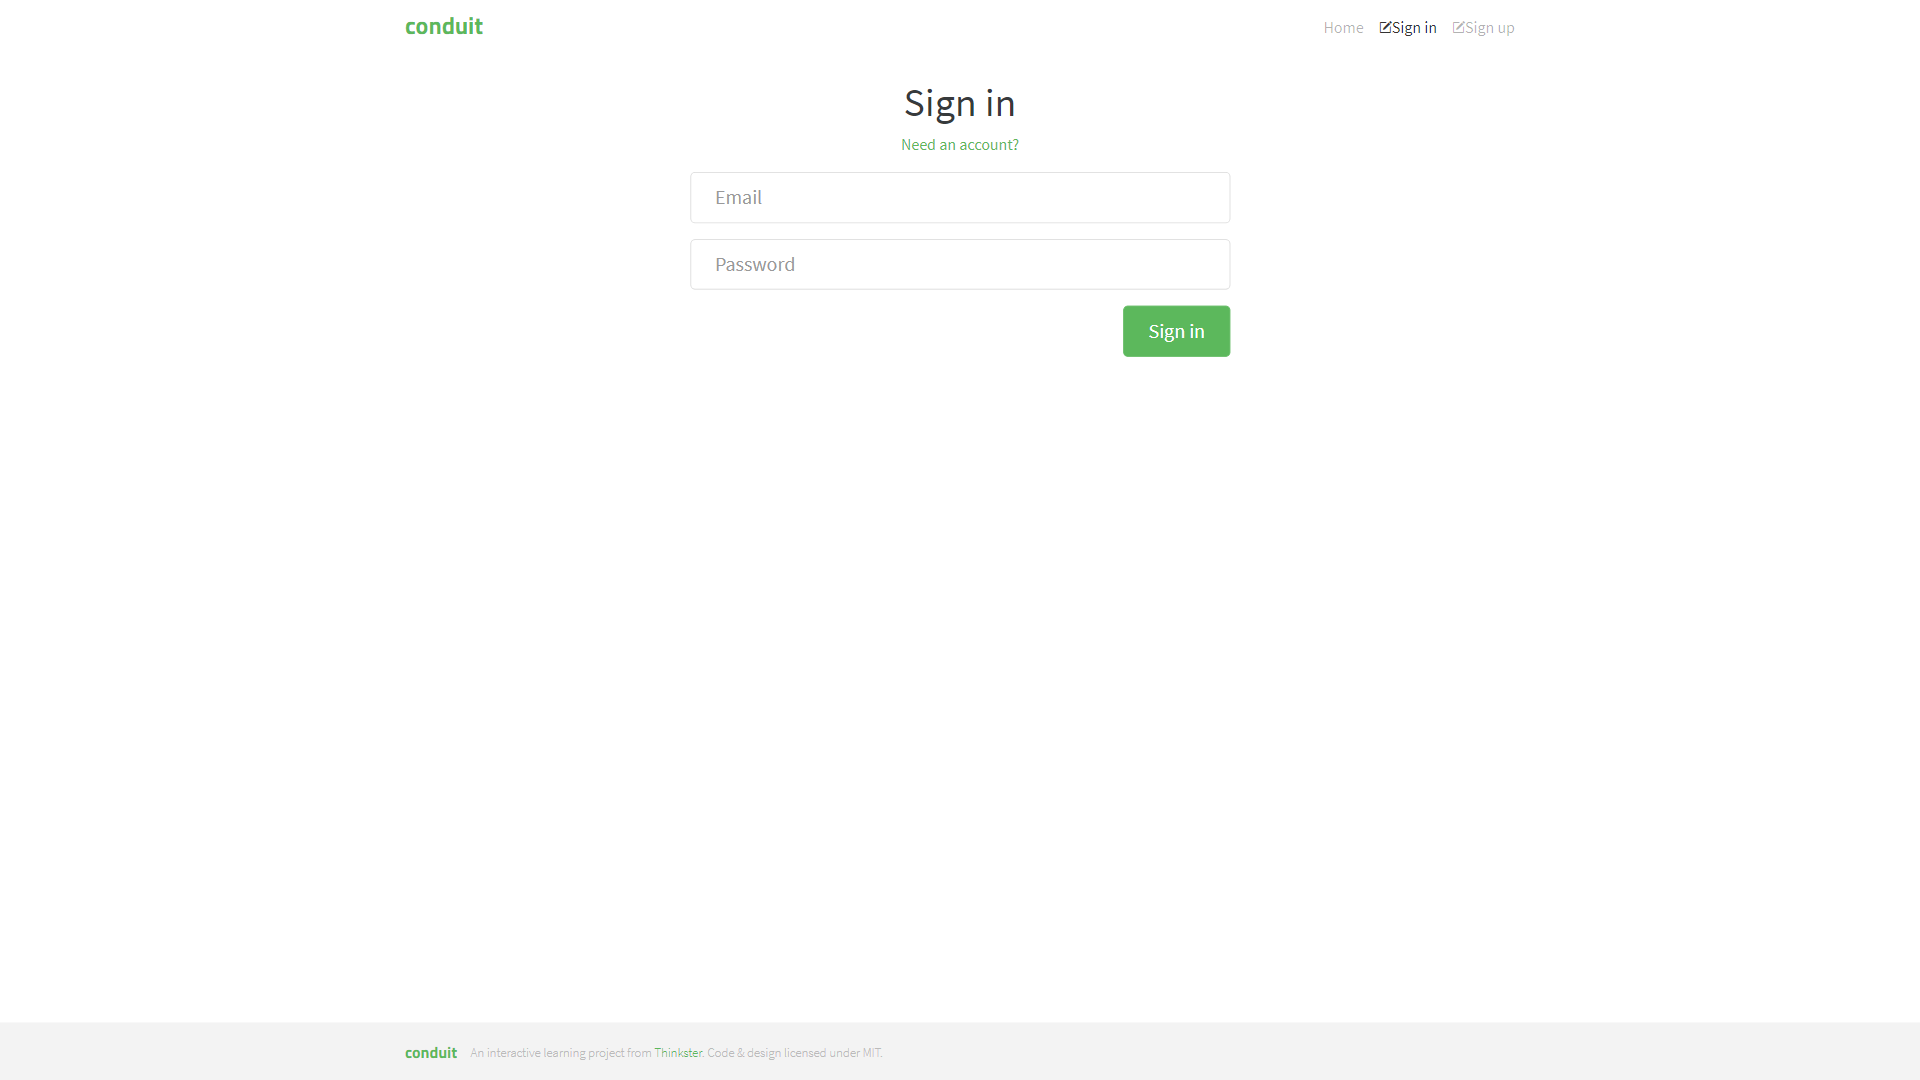 conduit
Home
Sign in
Sign up
Sign in
Need an account?
Email
Password
Sign in
conduit
An interactive learning project from Thinkster. Code & design licensed under MIT.